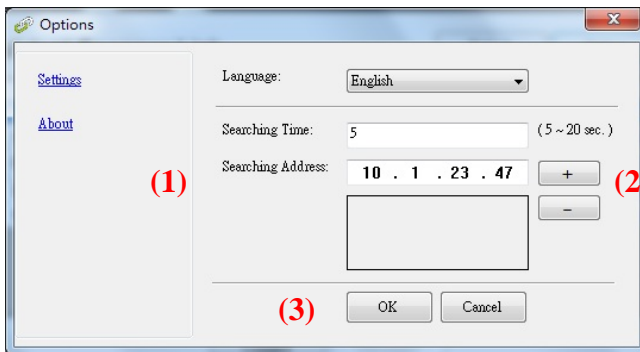 Options
Settings
About
Language:
English
Searching Time:
5
( 5 ~ 20 sec. )
Searching Address:
10 . 1 . 23 . 47
+
(1)
(2
-
(3)
OK
Cancel